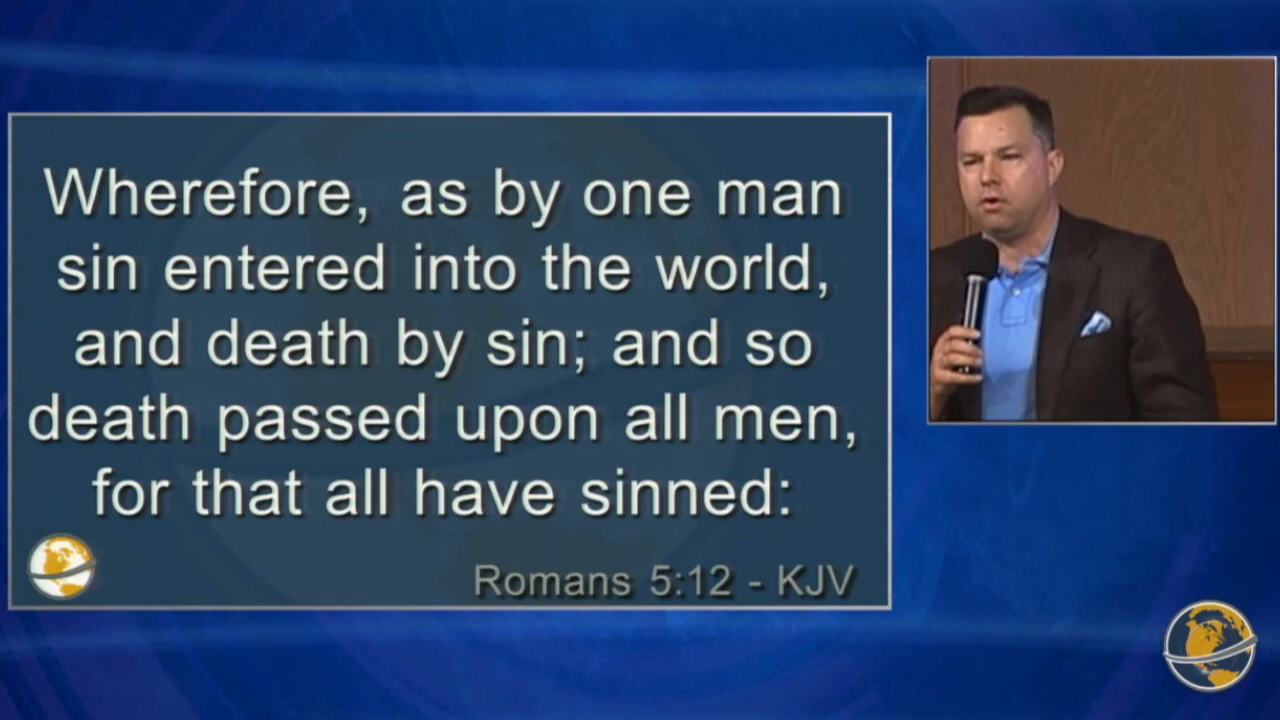 Wherefore, as by one man
sin entered into the world,
and death by sin; and so
death passed upon all men,
for that all have sinned:
Romans 5:12 - KJV